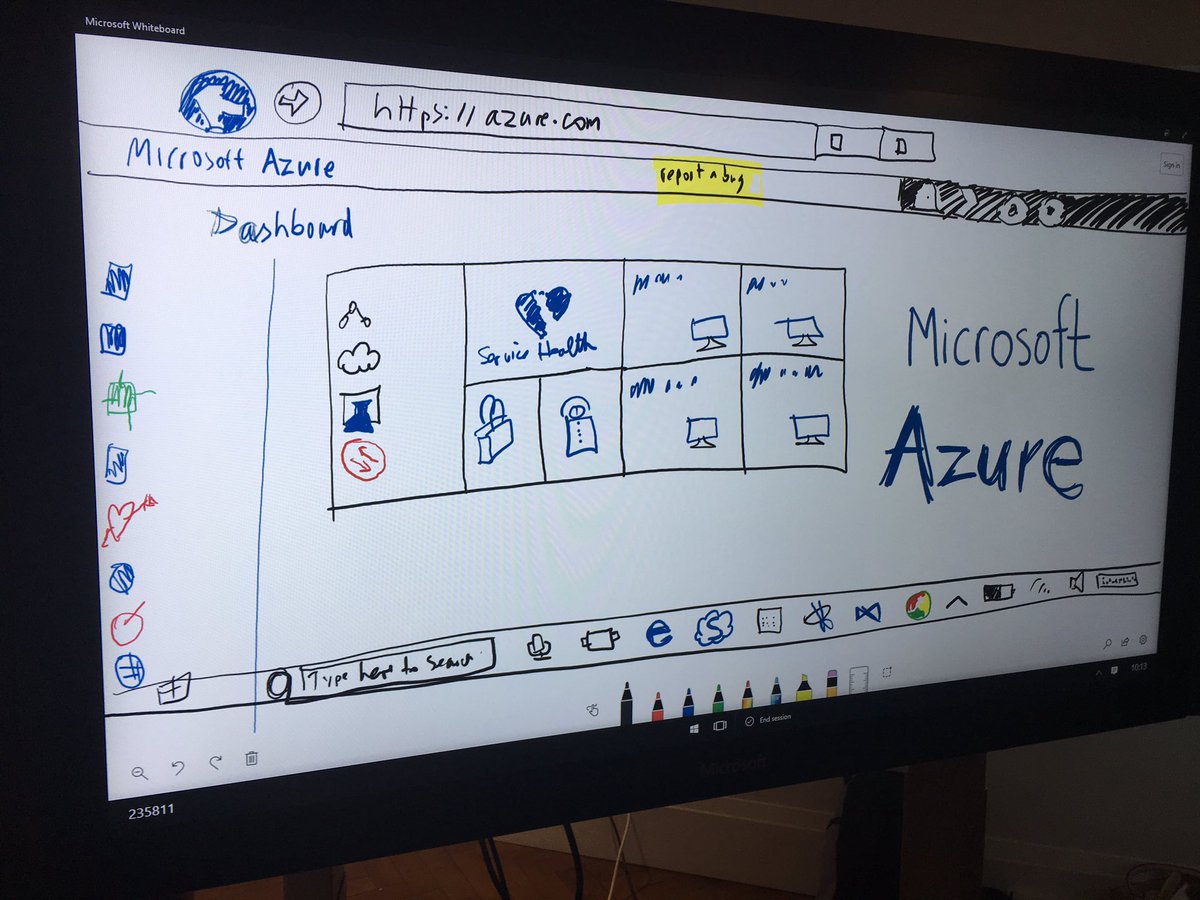 Microsoft Whiteboard
https://azure.com
Sign in
Microsoft Azure
report a bug
Dashboard
Service Health
Microsoft
Azure
Type here to search
End session
10:13
Microsoft
235811